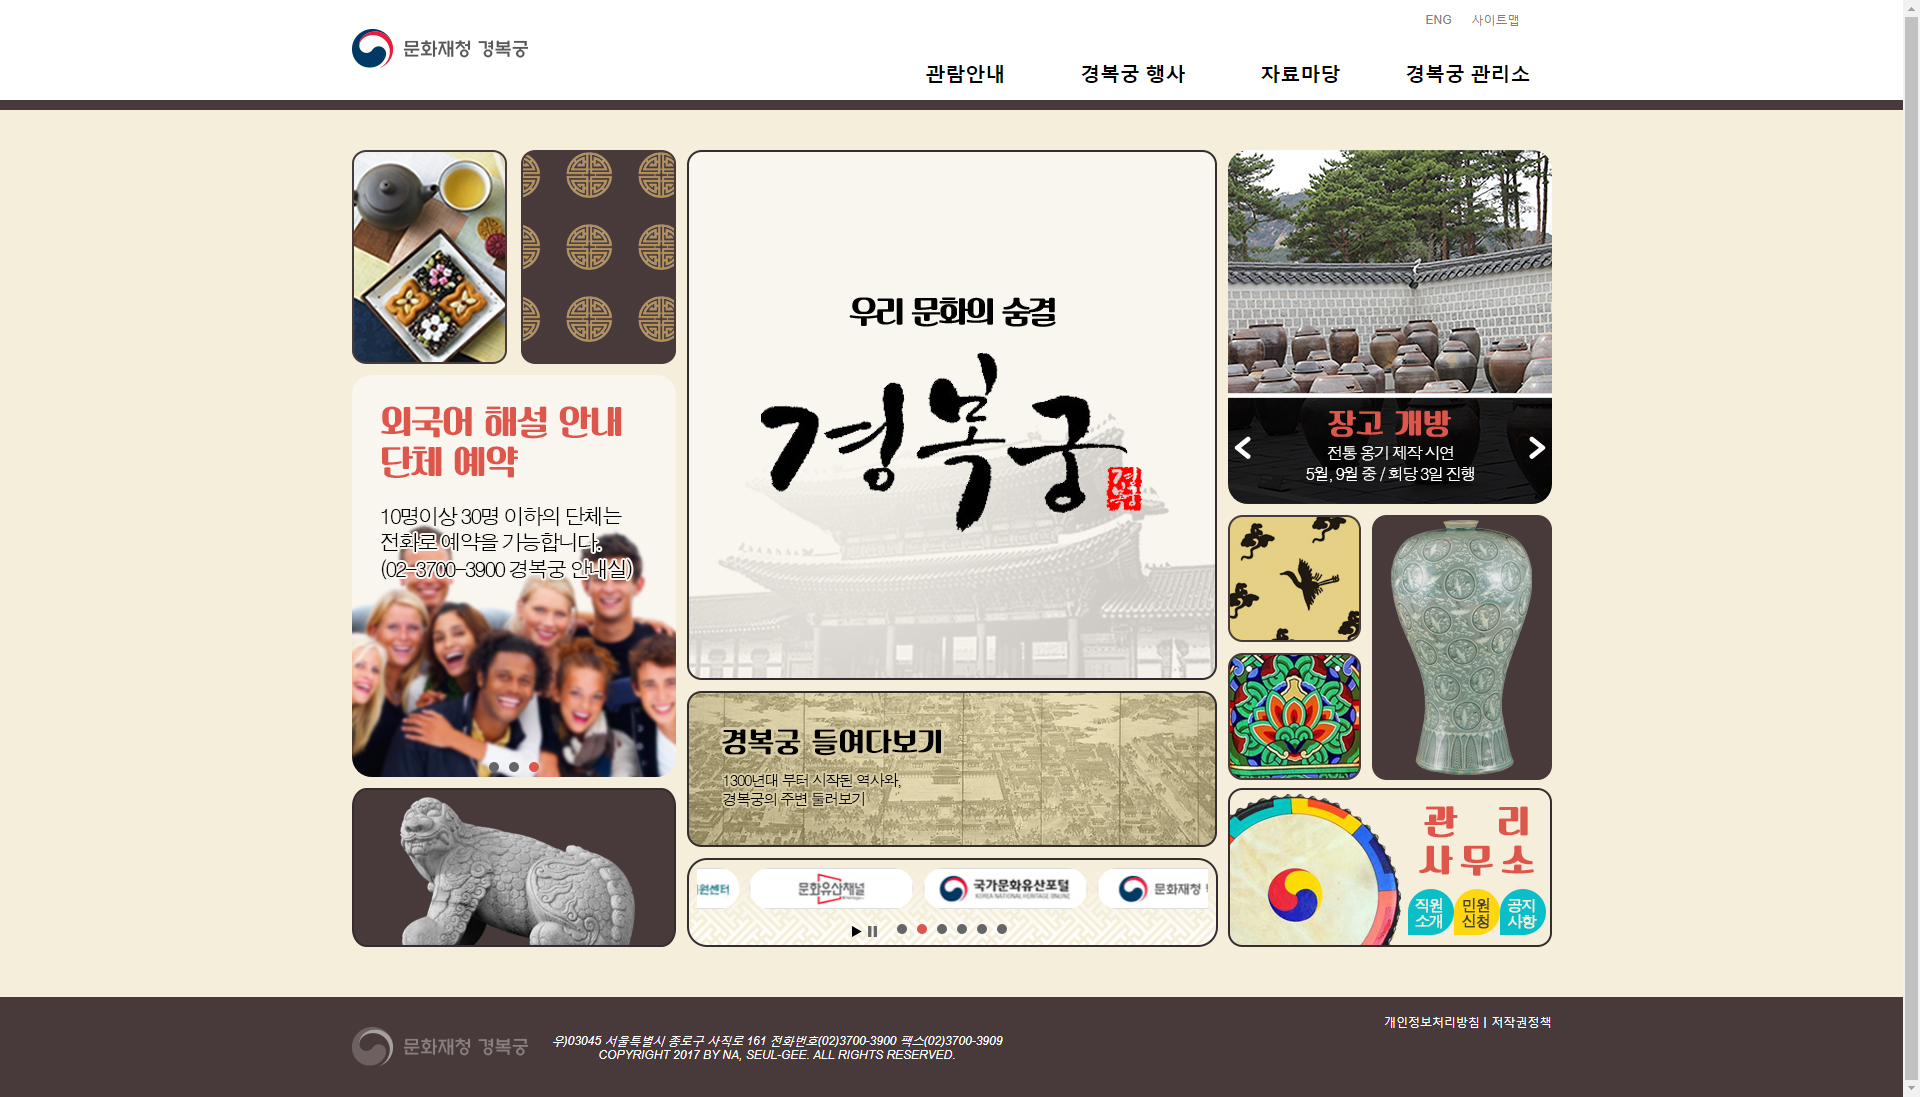 ENG 사이트맵
문화재청 경복궁
관람안내 경복궁 행사 자료마당 경복궁 관리소
외국어 해설 안내
단체 예약
10명이상 30명 이하의 단체는
전화로 예약을 가능합니다.
(02-3700-3900 경복궁 안내실)
우리 문화의 숨결
경복궁
경복궁 들여다보기
1300년대 부터 시작된 역사와,
경복궁의 주변 둘러보기
원센터
문화유산채널
국가문화유산포털
KOREA NATIONAL HERITAGE ONLINE
문화재청
장고 개방
전통 옹기 제작 시연
5월, 9월 중 / 회당 3일 진행
관 리
사 무 소
직원
소개
민원
신청
공지
사항
문화재청 경복궁
우)03045 서울특별시 종로구 사직로 161 전화번호(02)3700-3900 팩스(02)3700-3909
COPYRIGHT 2017 BY NA, SEUL-GEE. ALL RIGHTS RESERVED.
개인정보처리방침 | 저작권정책